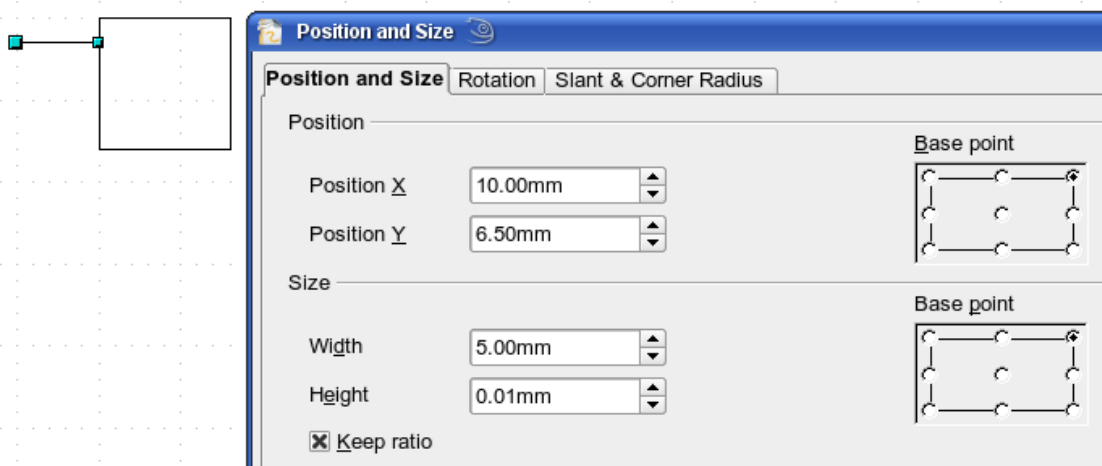 Position and Size
Position and Size Rotation Slant & Corner Radius
Position
Base point
Position X 10.00mm
Position Y 6.50mm
Size
Base point
Width 5.00mm
Height 0.01mm
Keep ratio